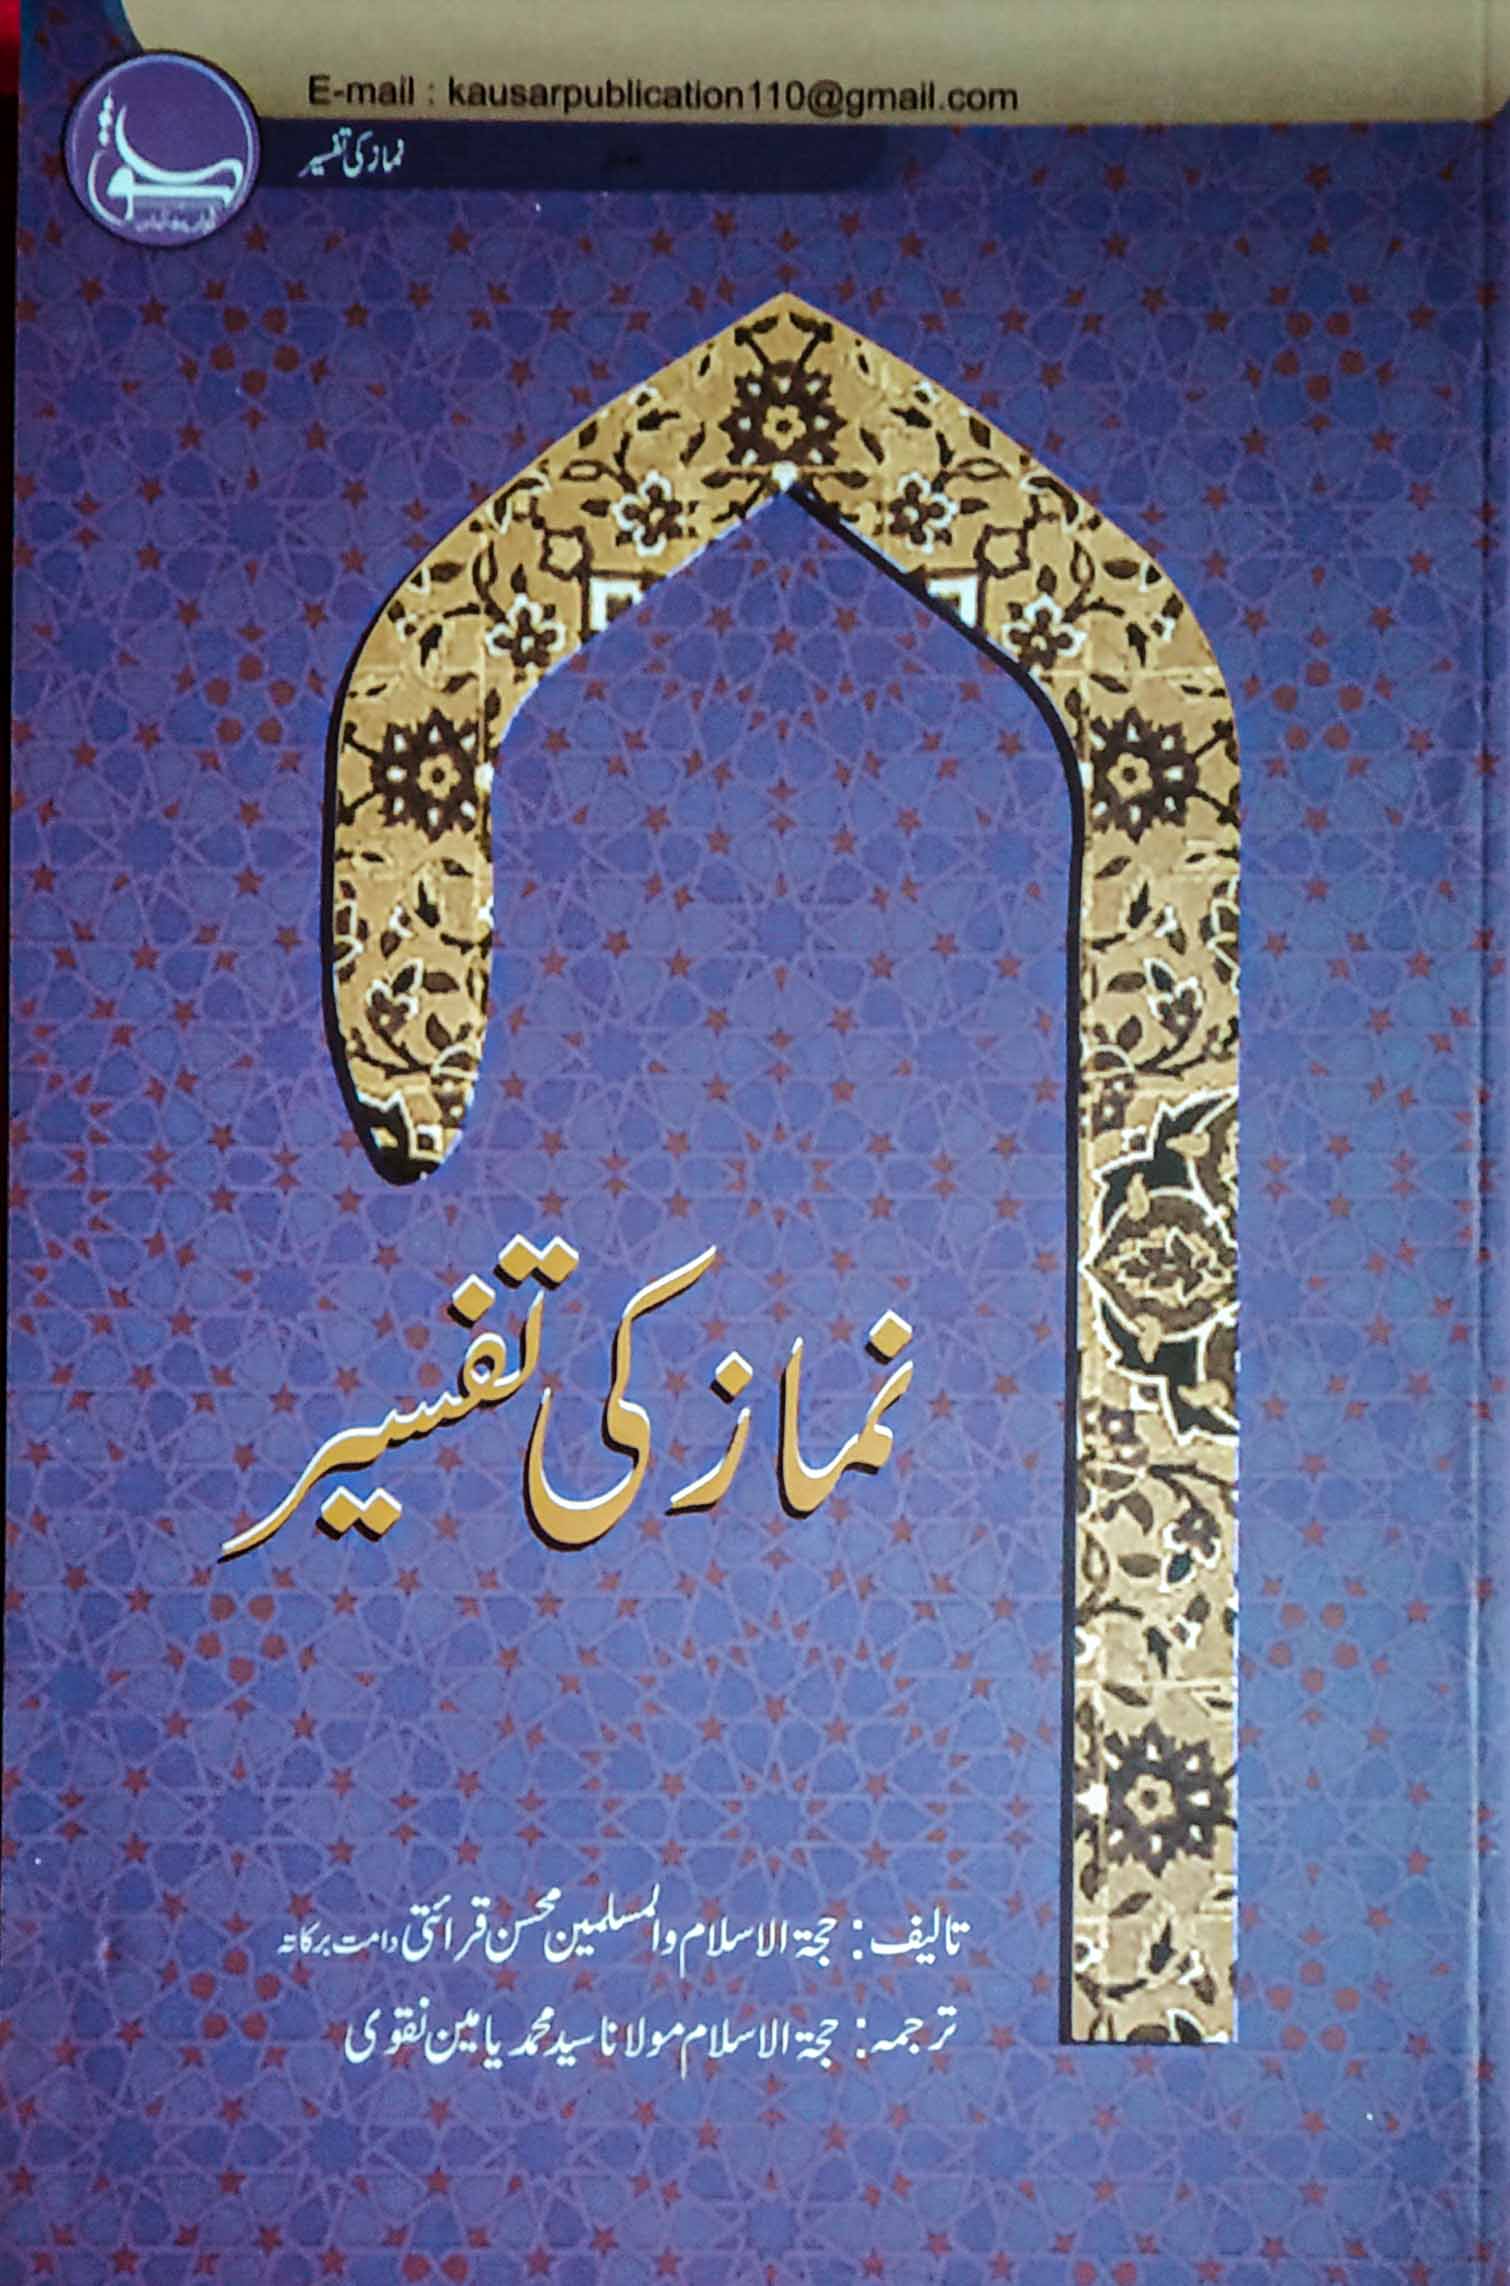 E-mail : kausarpublication110@gmail.com
نماز کی تفسیر
نماز کی تفسیر
تالیف: حجۃ الاسلام والمسلمین محسن قرائتی دامت برکاتہ
ترجمہ: حجۃ الاسلام مولانا سید محمد یامین نقوی